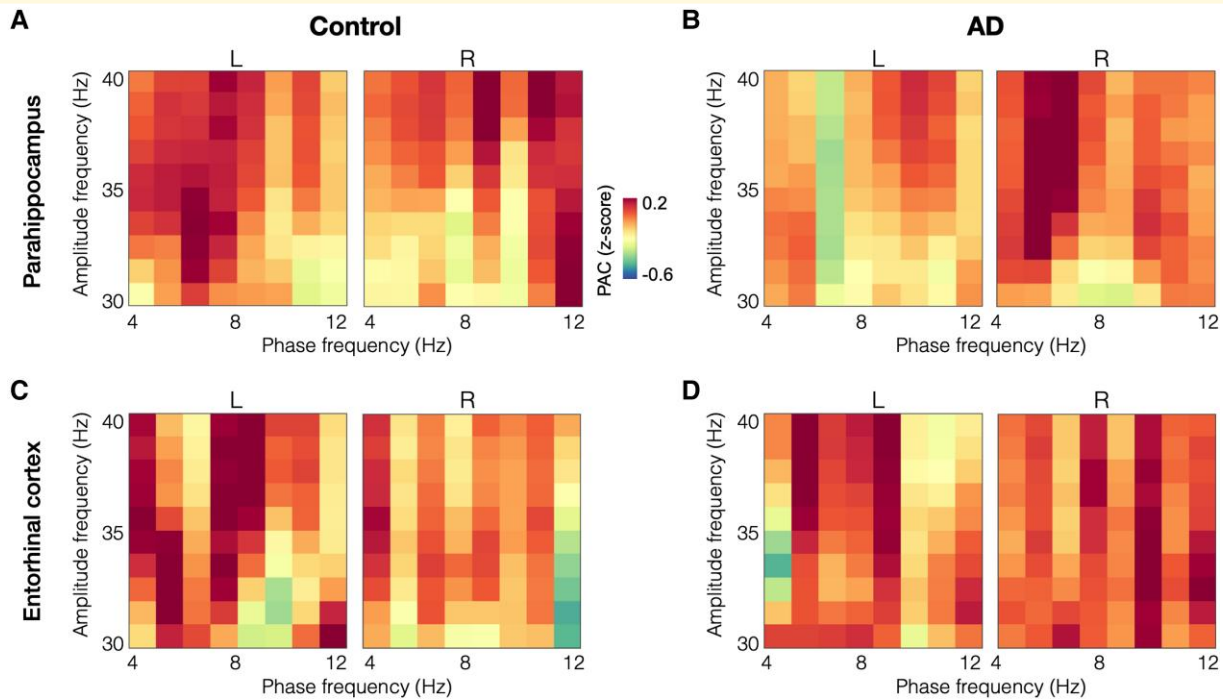 A
Control
B
AD
L
R
L
R
Parahippocampus
Amplitude frequency (Hz)
40
35
30
4
8
12
4
8
12
Phase frequency (Hz)
0.2
-0.6
PAC (z-score)
Amplitude frequency (Hz)
40
35
30
4
8
12
4
8
12
Phase frequency (Hz)
C
L
R
D
L
R
Entorhinal cortex
Amplitude frequency (Hz)
40
35
30
4
8
12
4
8
12
Phase frequency (Hz)
Amplitude frequency (Hz)
40
35
30
4
8
12
4
8
12
Phase frequency (Hz)